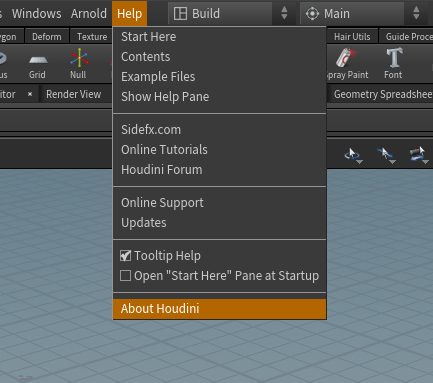 s Windows Arnold Help Build Main
ygon Deform Texture Hair Utils Guide Proce
us Grid Null pray Paint Font
itor Render View Geometry Spreadshee
Start Here
Contents
Example Files
Show Help Pane
Sidefx.com
Online Tutorials
Houdini Forum
Online Support
Updates
Tooltip Help
Open "Start Here" Pane at Startup
About Houdini